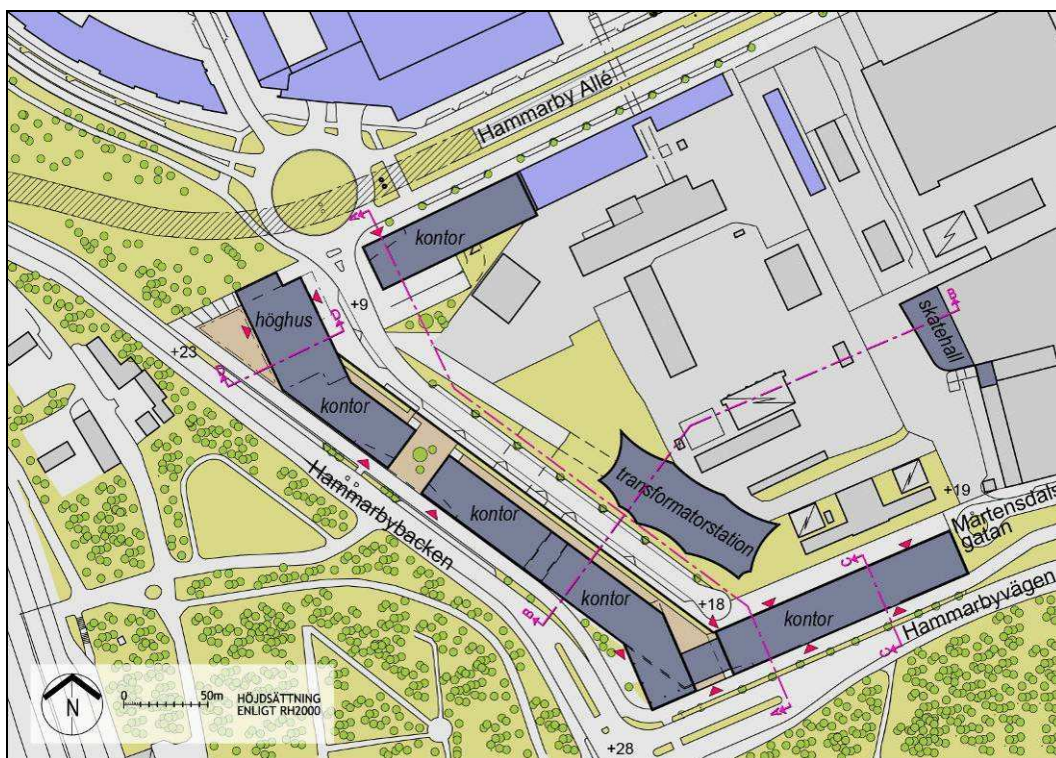 Hammarby Allé
kontor
A
+9
höghus
D
+23
D
kontor
B
skatehall
kontor
Hammarbybacken
transformatorstation
+19
Mårtensdals-
gatan
kontor
B
+18
C
kontor
Hammarbyvägen
C
A
+28
0
50m
N
HÖJDSÄTTNING
ENLIGT RH2000